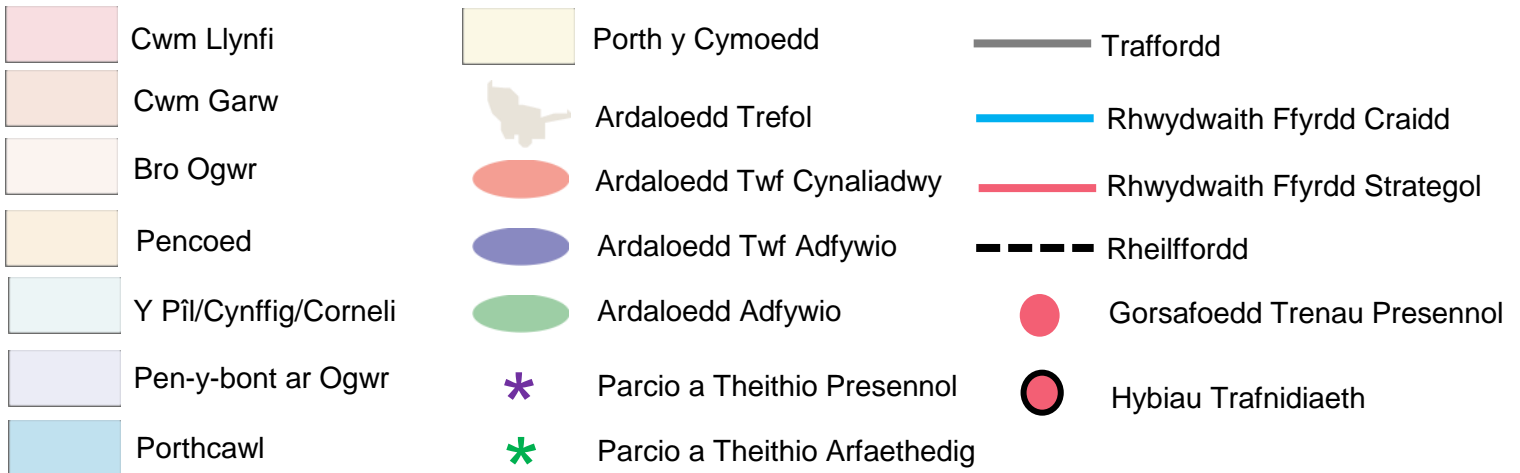 Cwm Llynfi
Cwm Garw
Bro Ogwr
Pencoed
Y Pîl/Cynffig/Corneli
Pen-y-bont ar Ogwr
Porthcawl
Porth y Cymoedd
Ardaloedd Trefol
Ardaloedd Twf Cynaliadwy
Ardaloedd Twf Adfywio
Ardaloedd Adfywio
Parcio a Theithio Presennol
Parcio a Theithio Arfaethedig
Traffordd
Rhwydwaith Ffyrdd Craidd
Rhwydwaith Ffyrdd Strategol
Rheilffordd
Gorsafoedd Trenau Presennol
Hybiau Trafnidiaeth